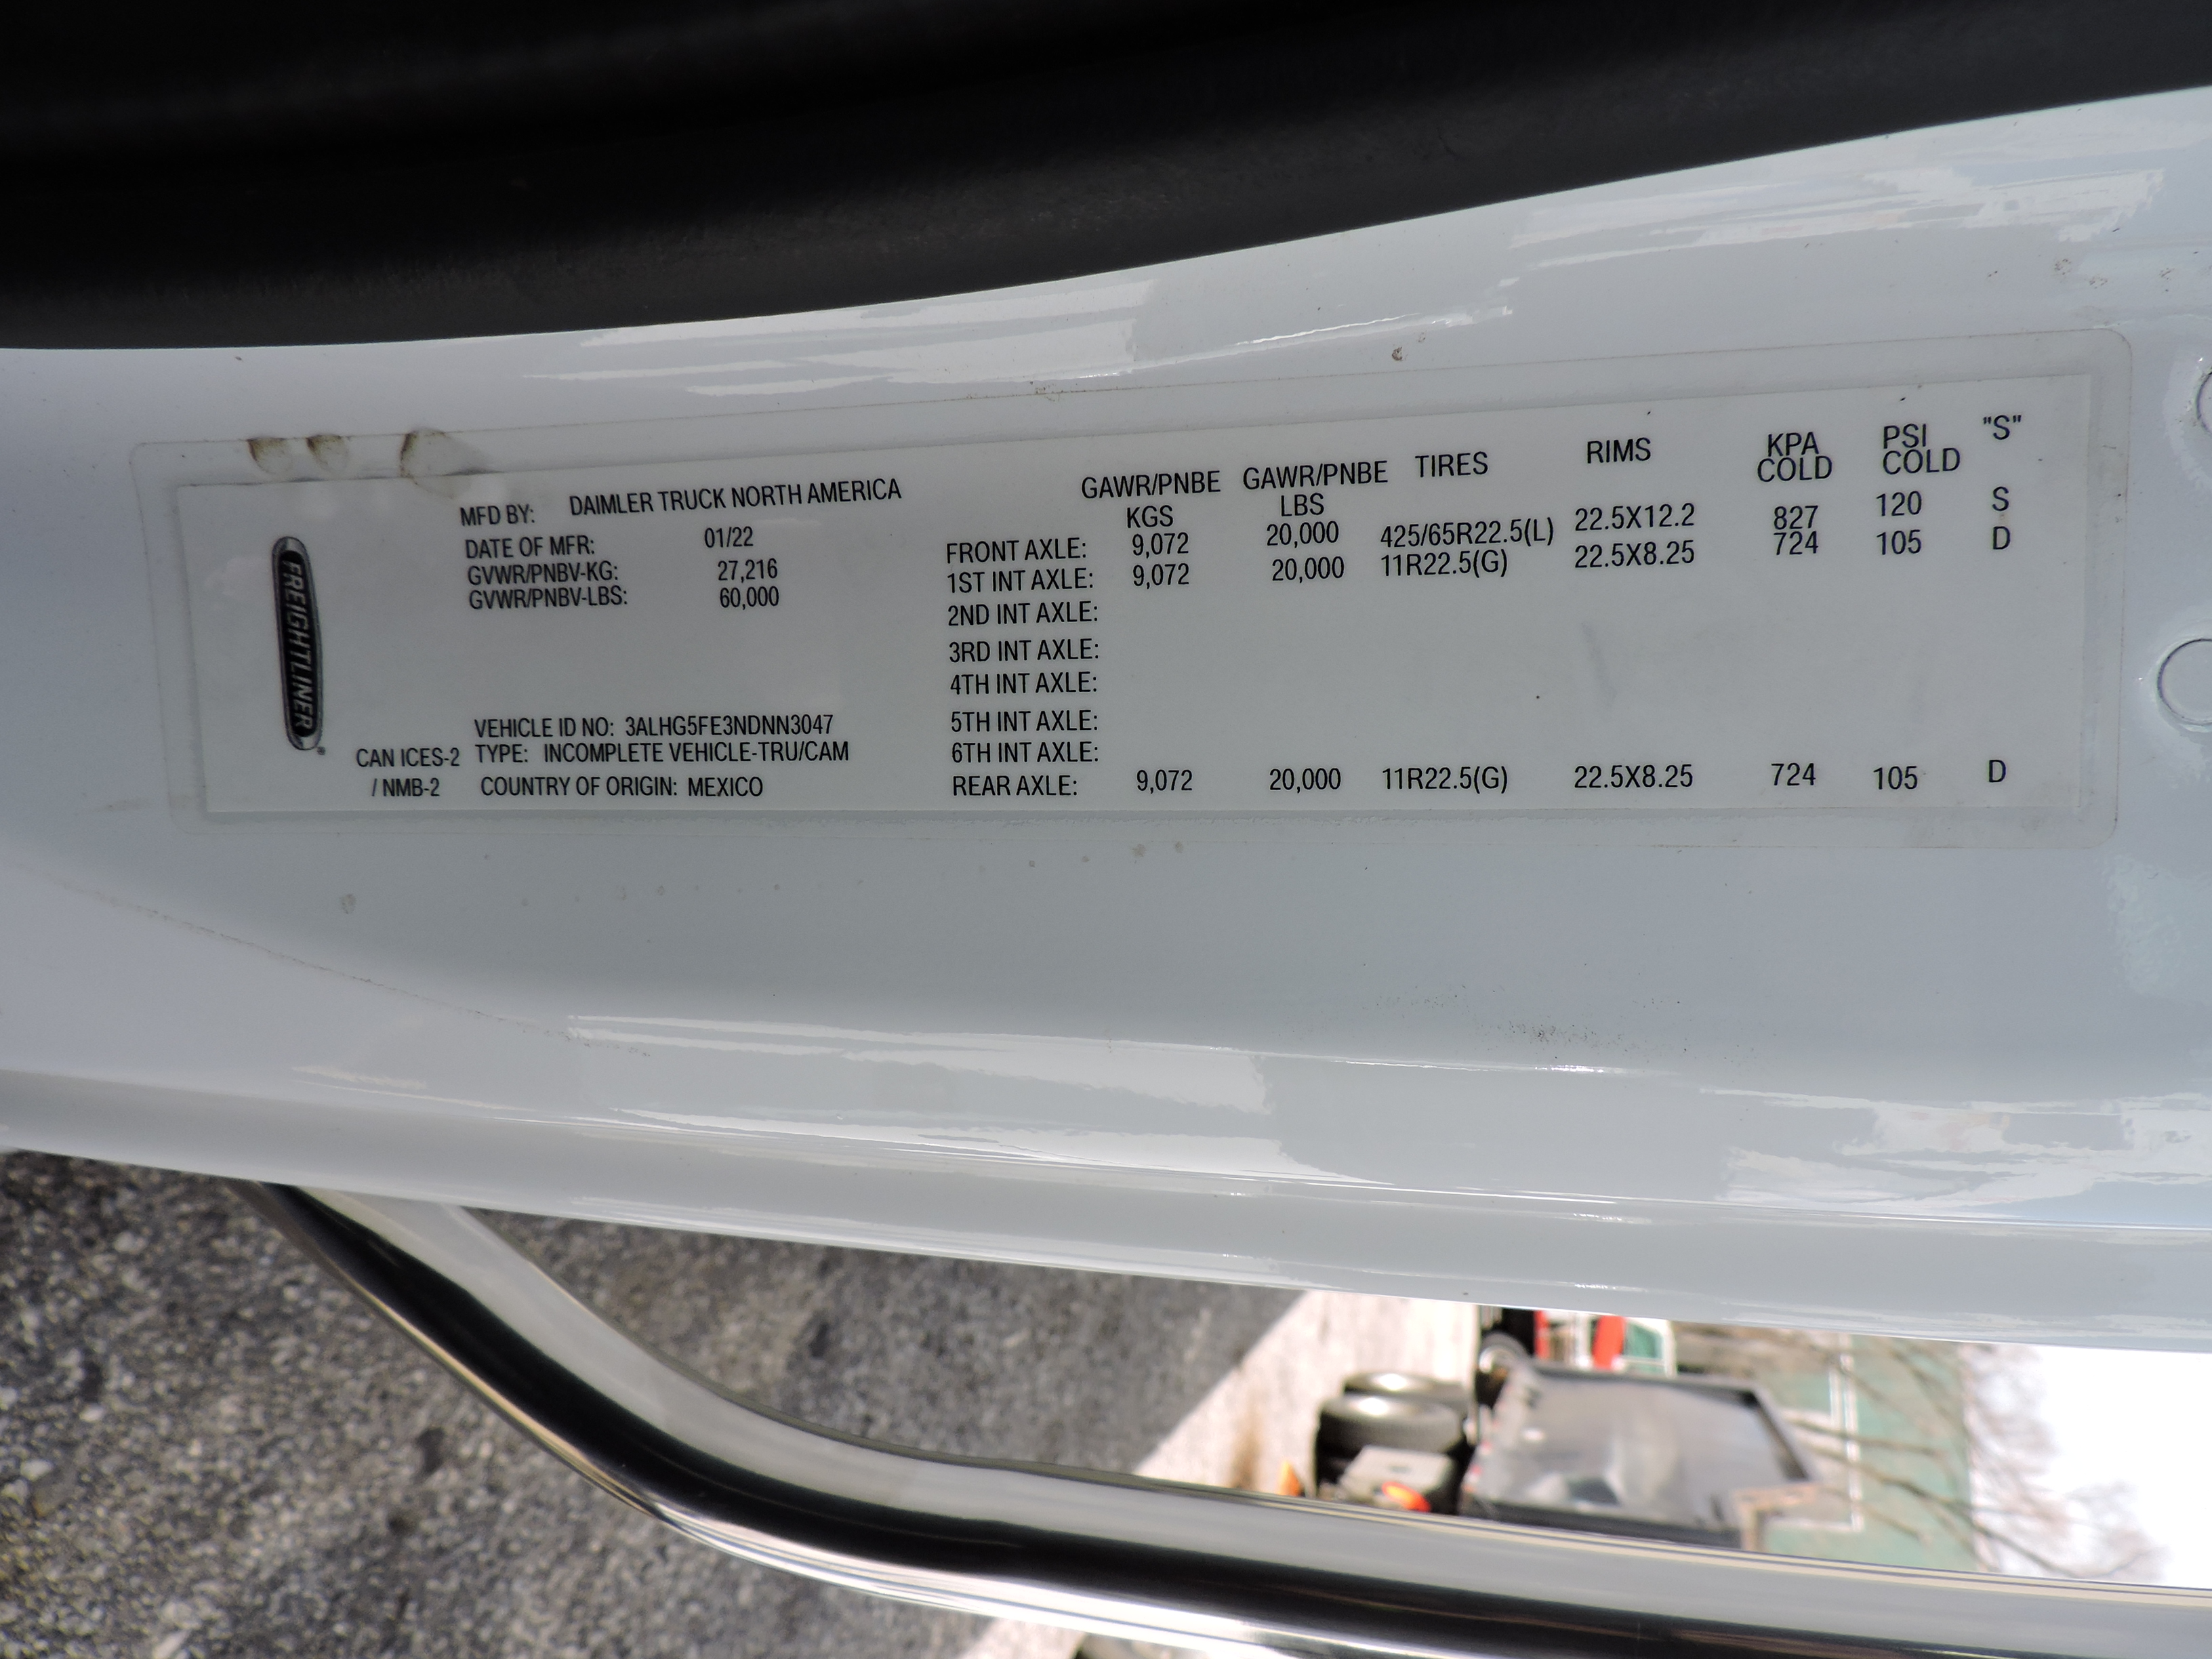 FREIGHTLINER
MFD BY: DAIMLER TRUCK NORTH AMERICA
DATE OF MFR: 01/22
GVWR/PNBV-KG: 27,216
GVWR/PNBV-LBS: 60,000
VEHICLE ID NO: 3ALHG5FE3NDNN3047
CAN ICES-2 TYPE: INCOMPLETE VEHICLE-TRU/CAM
/ NMB-2 COUNTRY OF ORIGIN: MEXICO
GAWR/PNBE GAWR/PNBE TIRES RIMS KPA PSI "S"
KGS LBS COLD COLD
FRONT AXLE: 9,072 20,000 425/65R22.5(L) 22.5X12.2 827 120 S
1ST INT AXLE: 9,072 20,000 11R22.5(G) 22.5X8.25 724 105 D
2ND INT AXLE:
3RD INT AXLE:
4TH INT AXLE:
5TH INT AXLE:
6TH INT AXLE:
REAR AXLE: 9,072 20,000 11R22.5(G) 22.5X8.25 724 105 D